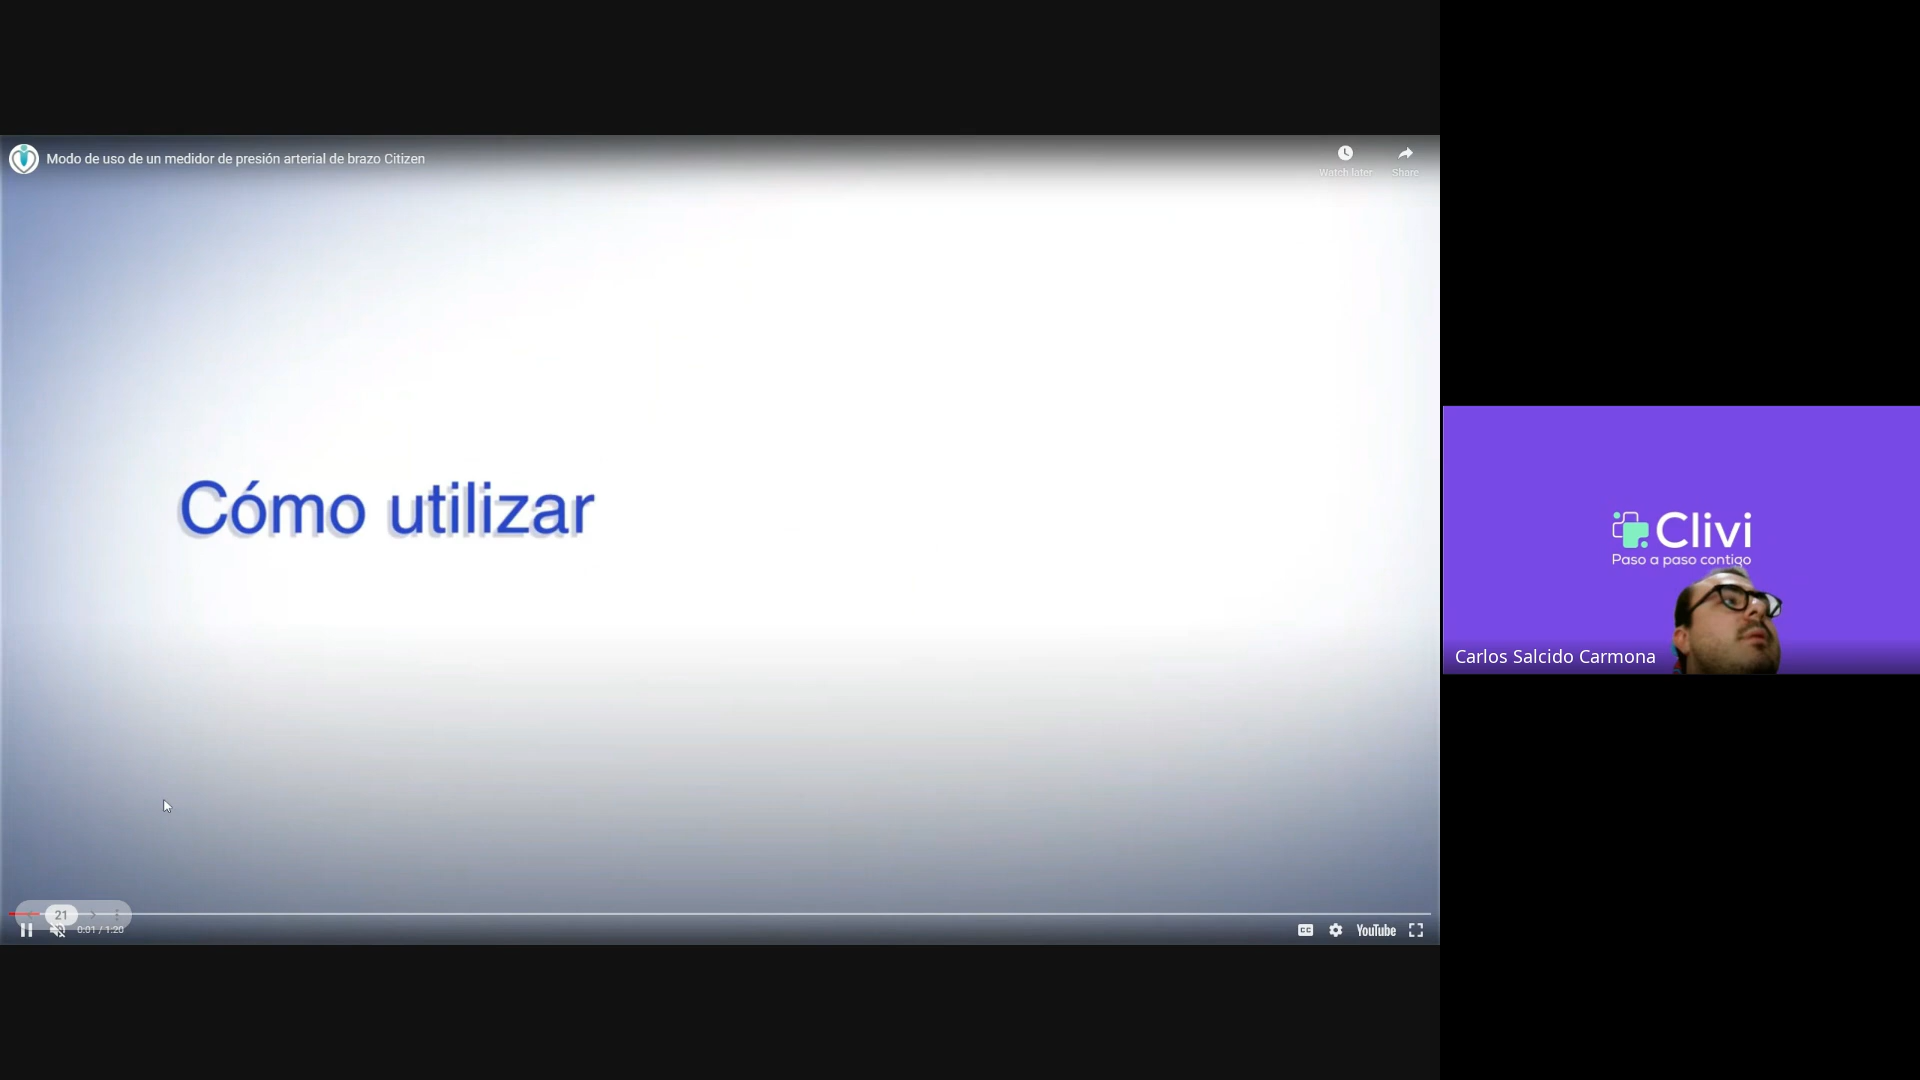 Modo de uso de un medidor de presión arterial de brazo Citizen
Watch later
Share
Cómo utilizar
Clivi
Paso a paso contigo
Carlos Salcido Carmona
21
0:01 / 1:20
CC
YouTube